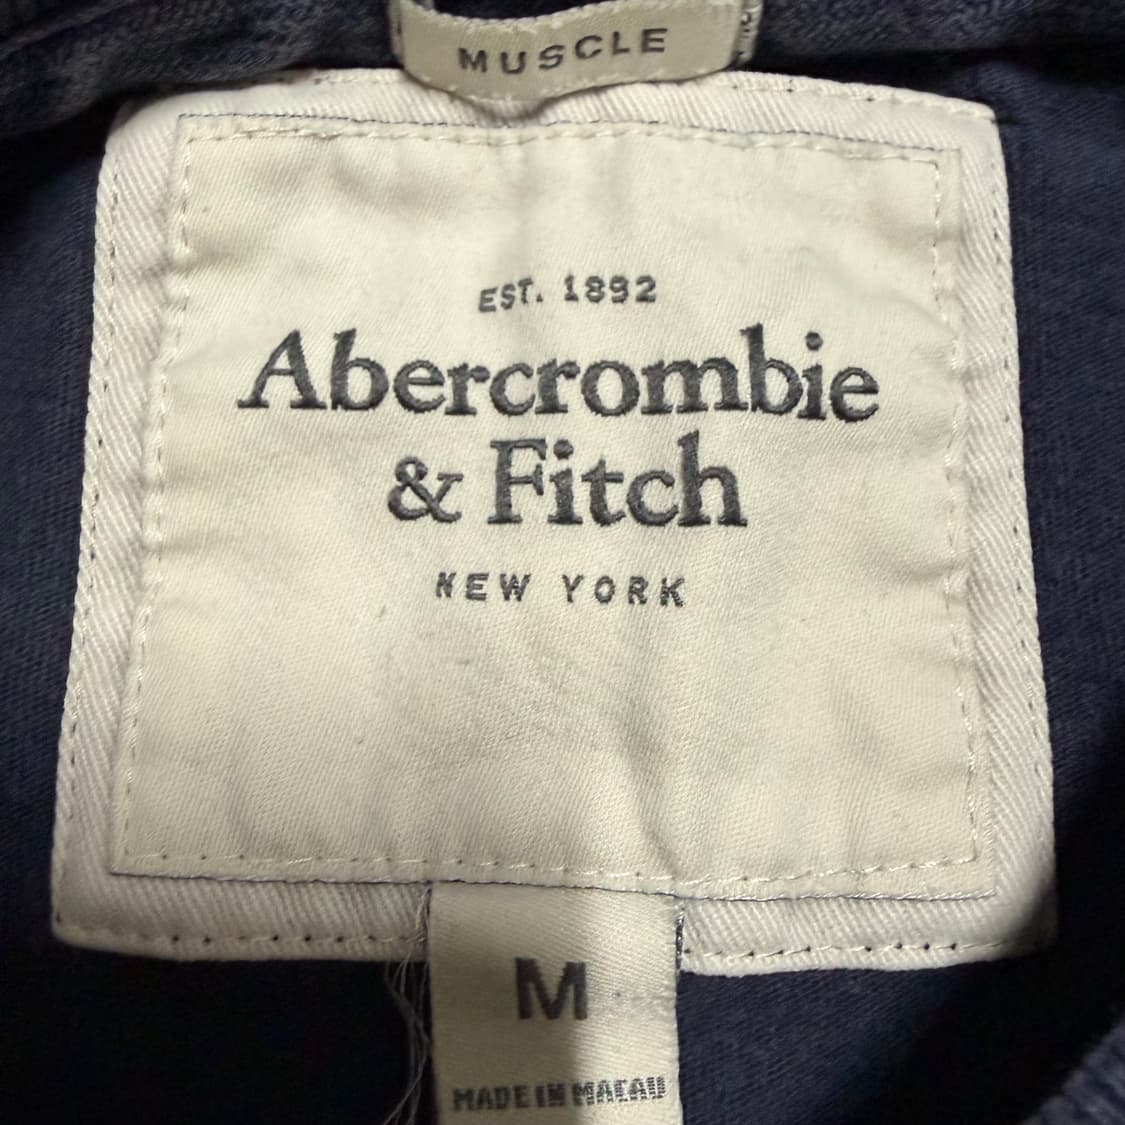 MUSCLE
EST. 1892
Abercrombie
& Fitch
NEW YORK
M
MADE IN MACAU